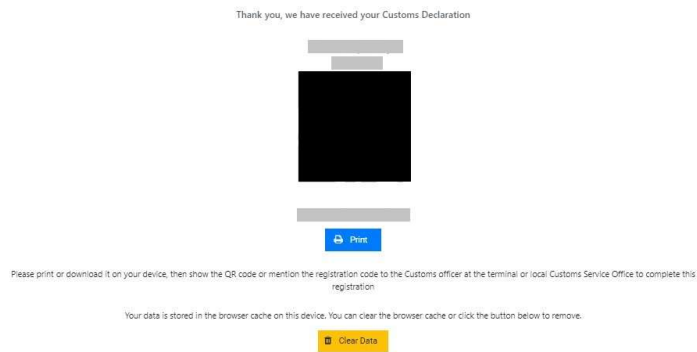 Thank you, we have received your Customs Declaration
Print
Please print or download it on your device, then show the QR code or mention the registration code to the Customs officer at the terminal or local Customs Service Office to complete this
registration
Your data is stored in the browser cache on this device. You can clear the browser cache or click the button below to remove.
Clear Data